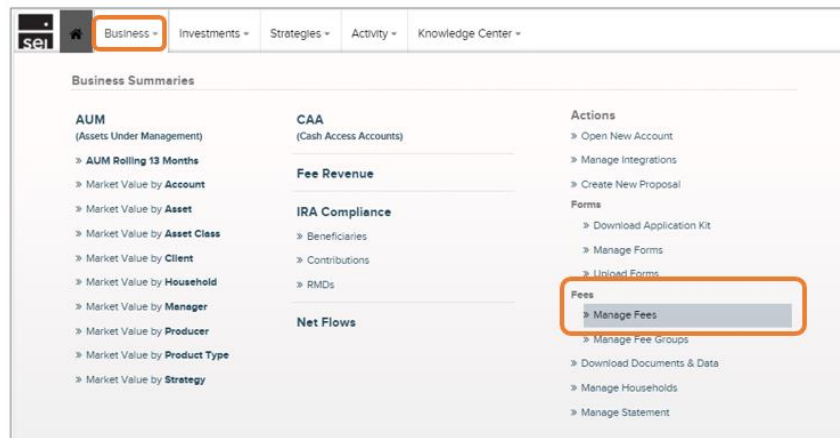 sei
Business
Investments
Strategies
Activity
Knowledge Center
Business Summaries
AUM
(Assets Under Management)
» AUM Rolling 13 Months
» Market Value by Account
» Market Value by Asset
» Market Value by Asset Class
» Market Value by Client
» Market Value by Household
» Market Value by Manager
» Market Value by Producer
» Market Value by Product Type
» Market Value by Strategy
CAA
(Cash Access Accounts)
Fee Revenue
IRA Compliance
» Beneficiaries
» Contributions
» RMDs
Net Flows
Actions
» Open New Account
» Manage Integrations
» Create New Proposal
Forms
» Download Application Kit
» Manage Forms
» Upload Forms
Fees
» Manage Fees
» Manage Fee Groups
» Download Documents & Data
» Manage Households
» Manage Statement